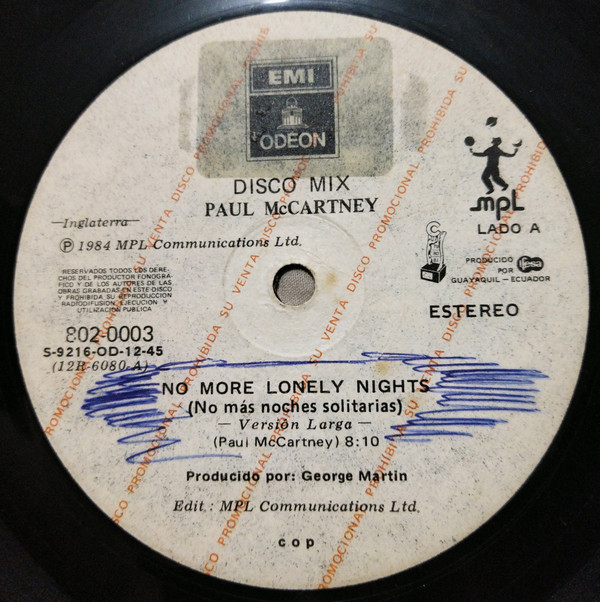 EMI
ODEON
DISCO MIX
PAUL McCARTNEY
mpl
LADO A
—Inglaterra—
Ⓟ 1984 MPL Communications Ltd.
RESERVADOS TODOS LOS DERE-
CHOS DEL PRODUCTOR FONOGRA-
FICO Y DE LOS AUTORES DE LAS
OBRAS GRABADAS EN ESTE DISCO
Y PROHIBIDA SU REPRODUCCION
RADIODIFUSION, EJECUCION Y
UTILIZACION PUBLICA
PRODUCIDO
POR
GUAYAQUIL – ECUADOR
ESTEREO
802-0003
S-9216-OD-12-45
(12R-6080-A)
NO MORE LONELY NIGHTS
(No más noches solitarias)
— Versión Larga —
(Paul McCartney) 8:10
Producido por: George Martin
Edit.: MPL Communications Ltd.
cop
DISCO PROMOCIONAL PROHIBIDA SU VENTA